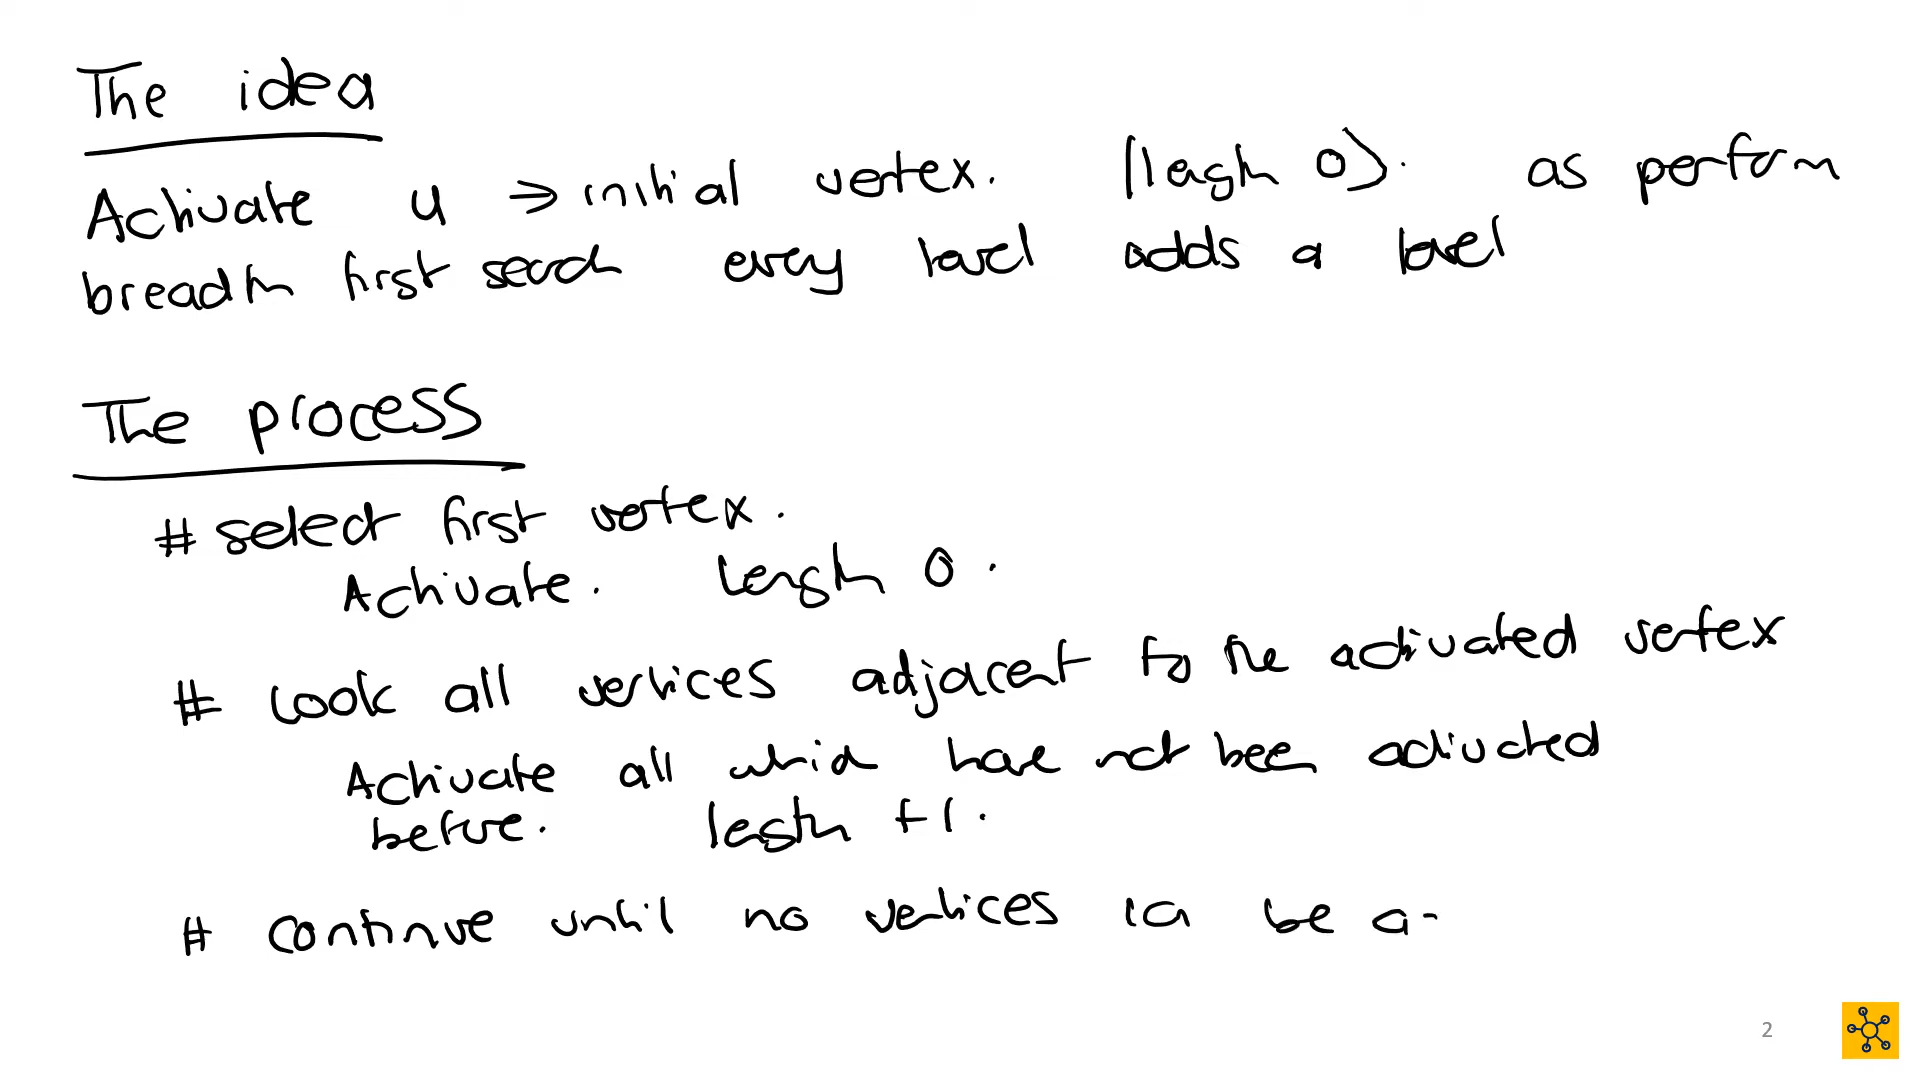 The idea
Activate u → initial vertex. (length 0). as perform
breadth first search every level adds a level
The process
# select first vertex.
Activate. Length 0.
# Look all vertices adjacent to the activated vertex
Activate all which have not been activated
before. length +1.
# Continue until no vertices ca be a-
2